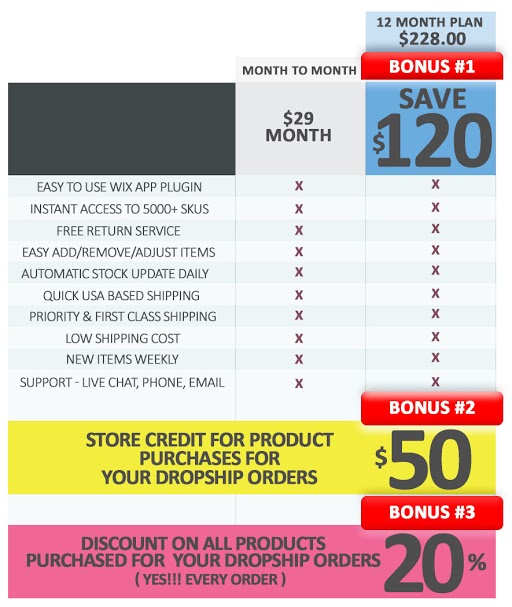 12 MONTH PLAN
$228.00
MONTH TO MONTH
BONUS #1
$29
MONTH
SAVE
$120
EASY TO USE WIX APP PLUGIN X X
INSTANT ACCESS TO 5000+ SKUS X X
FREE RETURN SERVICE X X
EASY ADD/REMOVE/ADJUST ITEMS X X
AUTOMATIC STOCK UPDATE DAILY X X
QUICK USA BASED SHIPPING X X
PRIORITY & FIRST CLASS SHIPPING X X
LOW SHIPPING COST X X
NEW ITEMS WEEKLY X X
SUPPORT - LIVE CHAT, PHONE, EMAIL X X
BONUS #2
STORE CREDIT FOR PRODUCT
PURCHASES FOR
YOUR DROPSHIP ORDERS
$50
BONUS #3
DISCOUNT ON ALL PRODUCTS
PURCHASED FOR YOUR DROPSHIP ORDERS
( YES!!! EVERY ORDER )
20%